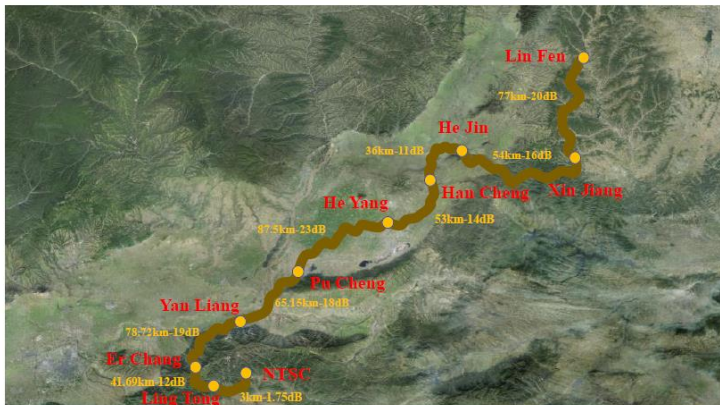 Lin Fen
77km-20dB
He Jin
36km-11dB
54km-16dB
Han Cheng
Xin Jiang
He Yang
53km-14dB
87.5km-23dB
Pu Cheng
Yan Liang
65.15km-18dB
78.72km-19dB
Er Chang
NTSC
41.69km-12dB
Ling Tong
3km-1.75dB